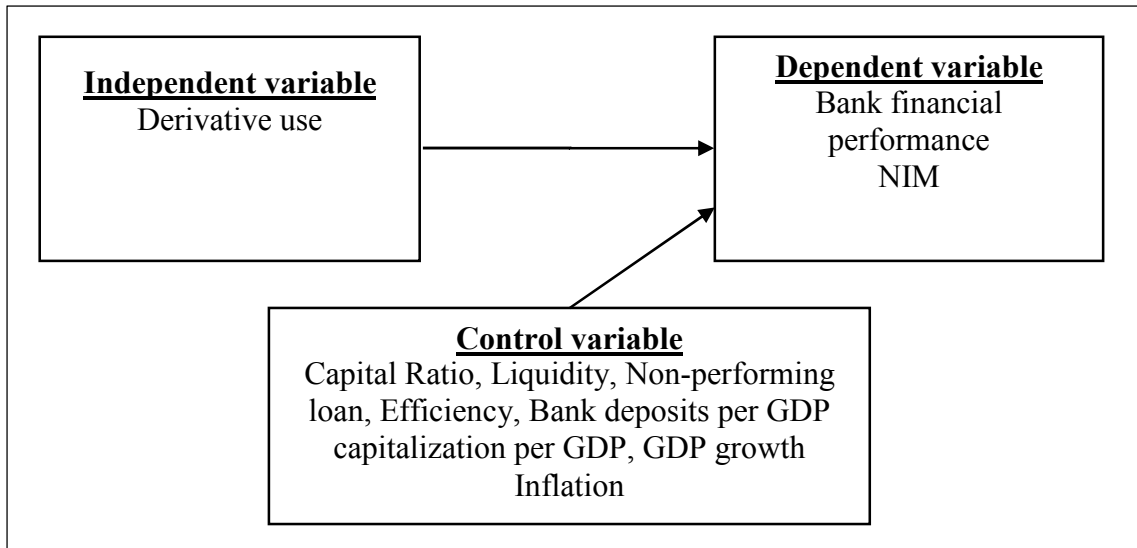 Independent variable
Derivative use
Dependent variable
Bank financial
performance
NIM
Control variable
Capital Ratio, Liquidity, Non-performing
loan, Efficiency, Bank deposits per GDP
capitalization per GDP, GDP growth
Inflation